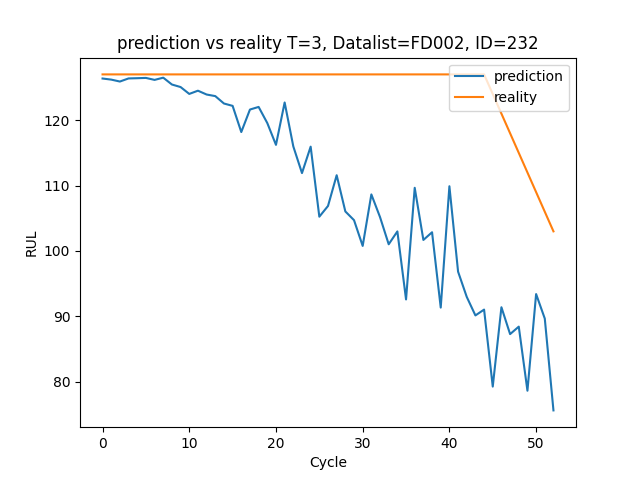 prediction vs reality T=3, Datalist=FD002, ID=232
prediction
reality
RUL
120
110
100
90
80
0 10 20 30 40 50
Cycle